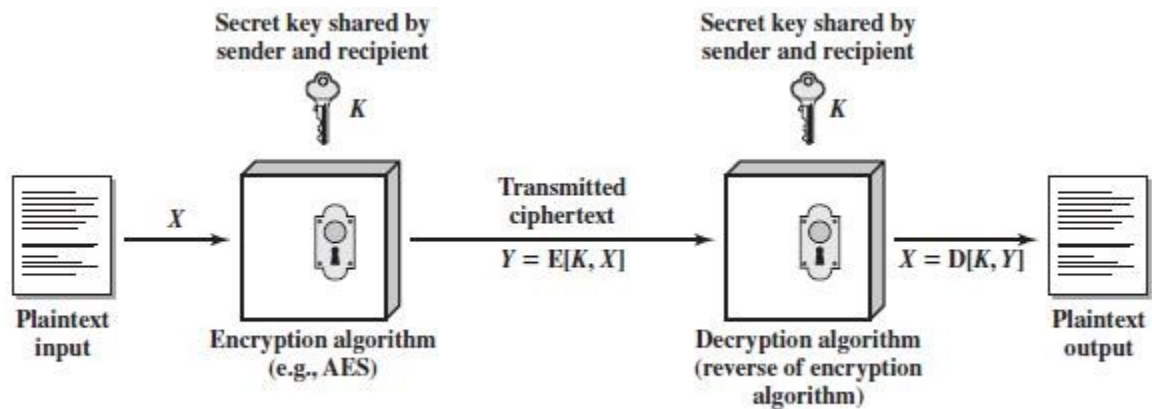 Secret key shared by
sender and recipient
K
Secret key shared by
sender and recipient
K
X
Transmitted
ciphertext
Y = E[K, X]
X = D[K, Y]
Plaintext
input
Encryption algorithm
(e.g., AES)
Decryption algorithm
(reverse of encryption
algorithm)
Plaintext
output